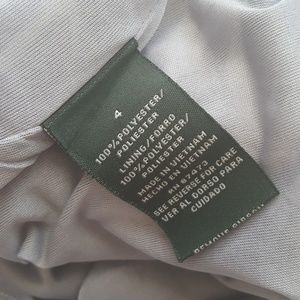 4
100% POLYESTER/
POLIESTER
LINING/FORRO
100% POLYESTER/
POLIESTER
MADE IN VIETNAM
HECHO EN VIETNAM
RN 67473
SEE REVERSE FOR CARE
VER AL DORSO PARA
CUIDADO